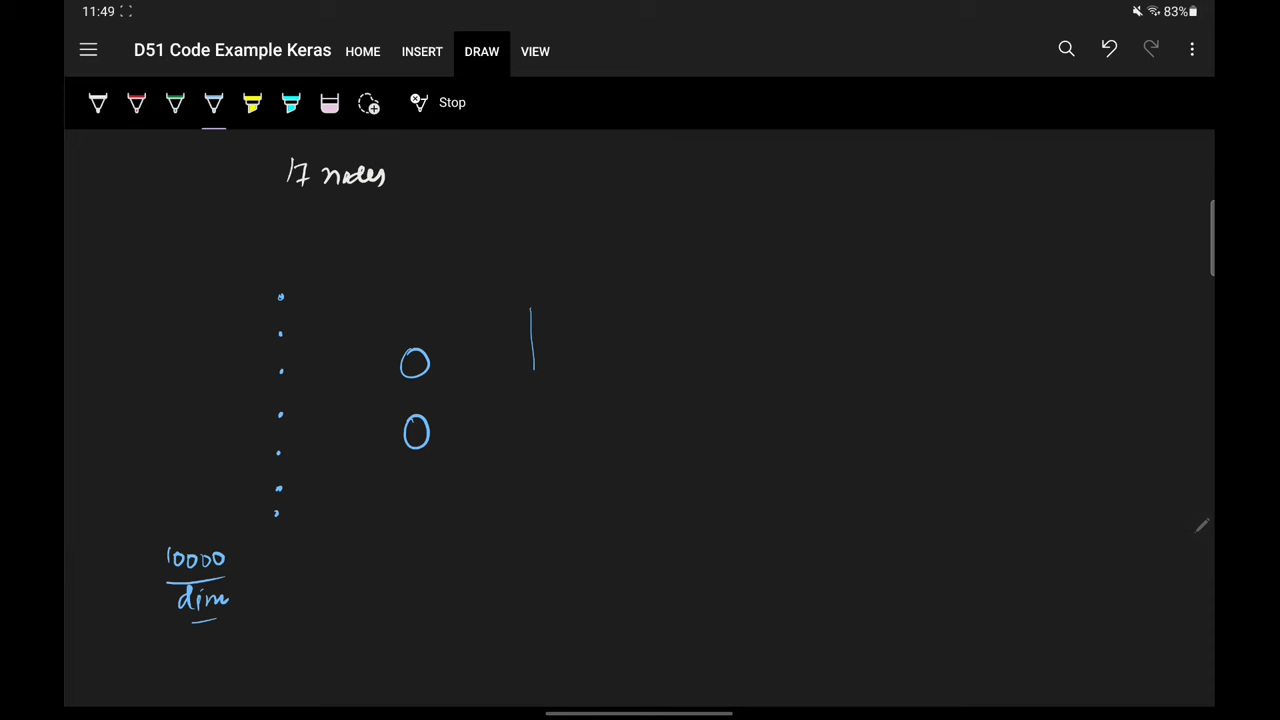 11:49 83%
D51 Code Example Keras HOME INSERT DRAW VIEW
Stop
17 nodes
10000
dim